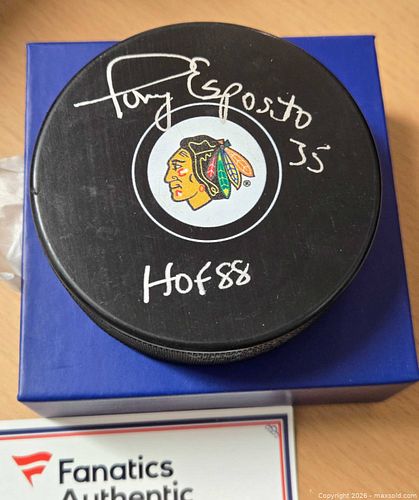 Tony Esposito
35
HOF 88
®
Fanatics
Authentic
Copyright 2026 - maxsold.com